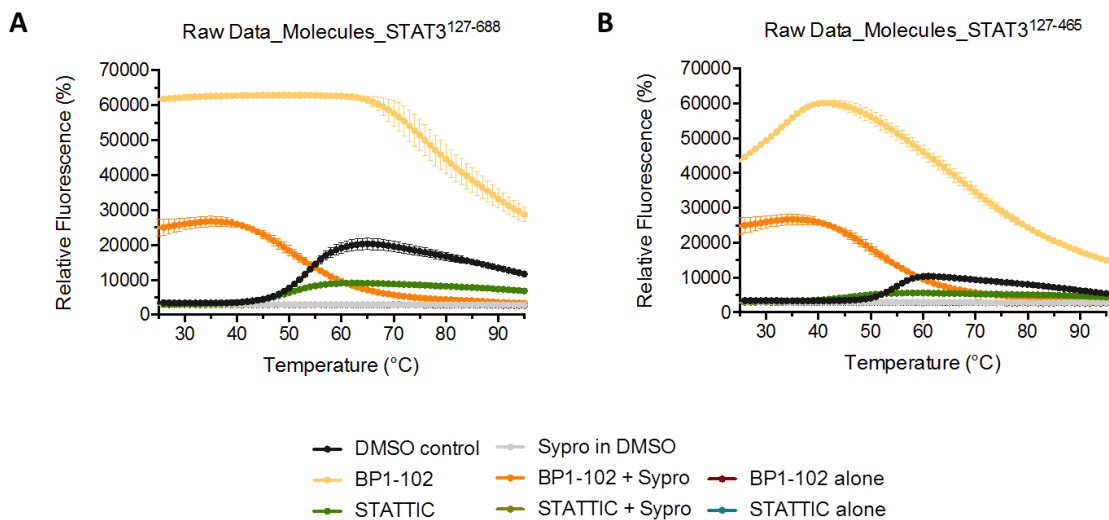 A
Raw Data_Molecules_STAT3127-688
Relative Fluorescence (%)
70000
60000
50000
40000
30000
20000
10000
0
30 40 50 60 70 80 90
Temperature (°C)
B
Raw Data_Molecules_STAT3127-465
Relative Fluorescence (%)
70000
60000
50000
40000
30000
20000
10000
0
30 40 50 60 70 80 90
Temperature (°C)
DMSO control Sypro in DMSO
BP1-102 BP1-102 + Sypro BP1-102 alone
STATTIC STATTIC + Sypro STATTIC alone